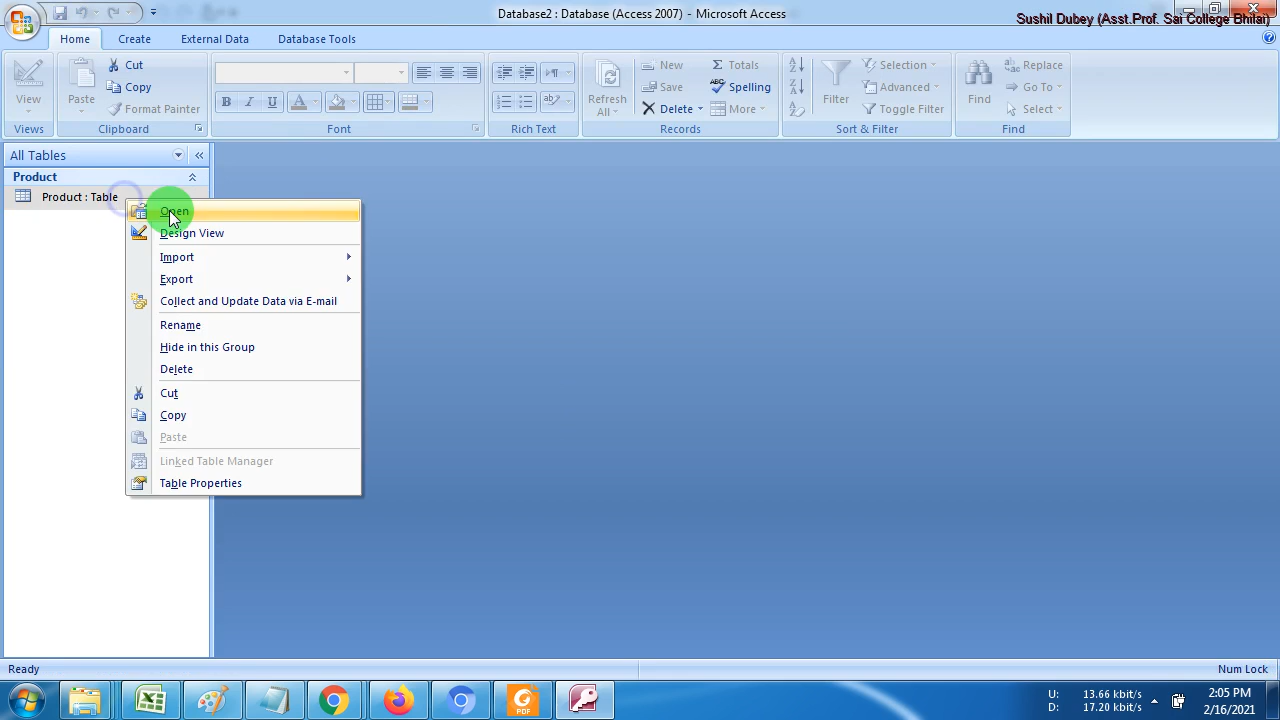 Database2 : Database (Access 2007) - Microsoft Access
Sushil Dubey (Asst.Prof. Sai College Bhilai)
Home
Create
External Data
Database Tools
View
Views
Paste
Cut
Copy
Format Painter
Clipboard
B I U A
Font
Rich Text
Refresh All
New
Save
Delete
Totals
Spelling
More
Records
Filter
Selection
Advanced
Toggle Filter
Sort & Filter
Find
Replace
Go To
Select
Find
All Tables
Product
Product : Table
Open
Design View
Import
Export
Collect and Update Data via E-mail
Rename
Hide in this Group
Delete
Cut
Copy
Paste
Linked Table Manager
Table Properties
Ready
Num Lock
PDF
U: 13.66 kbit/s
D: 17.20 kbit/s
2:05 PM
2/16/2021